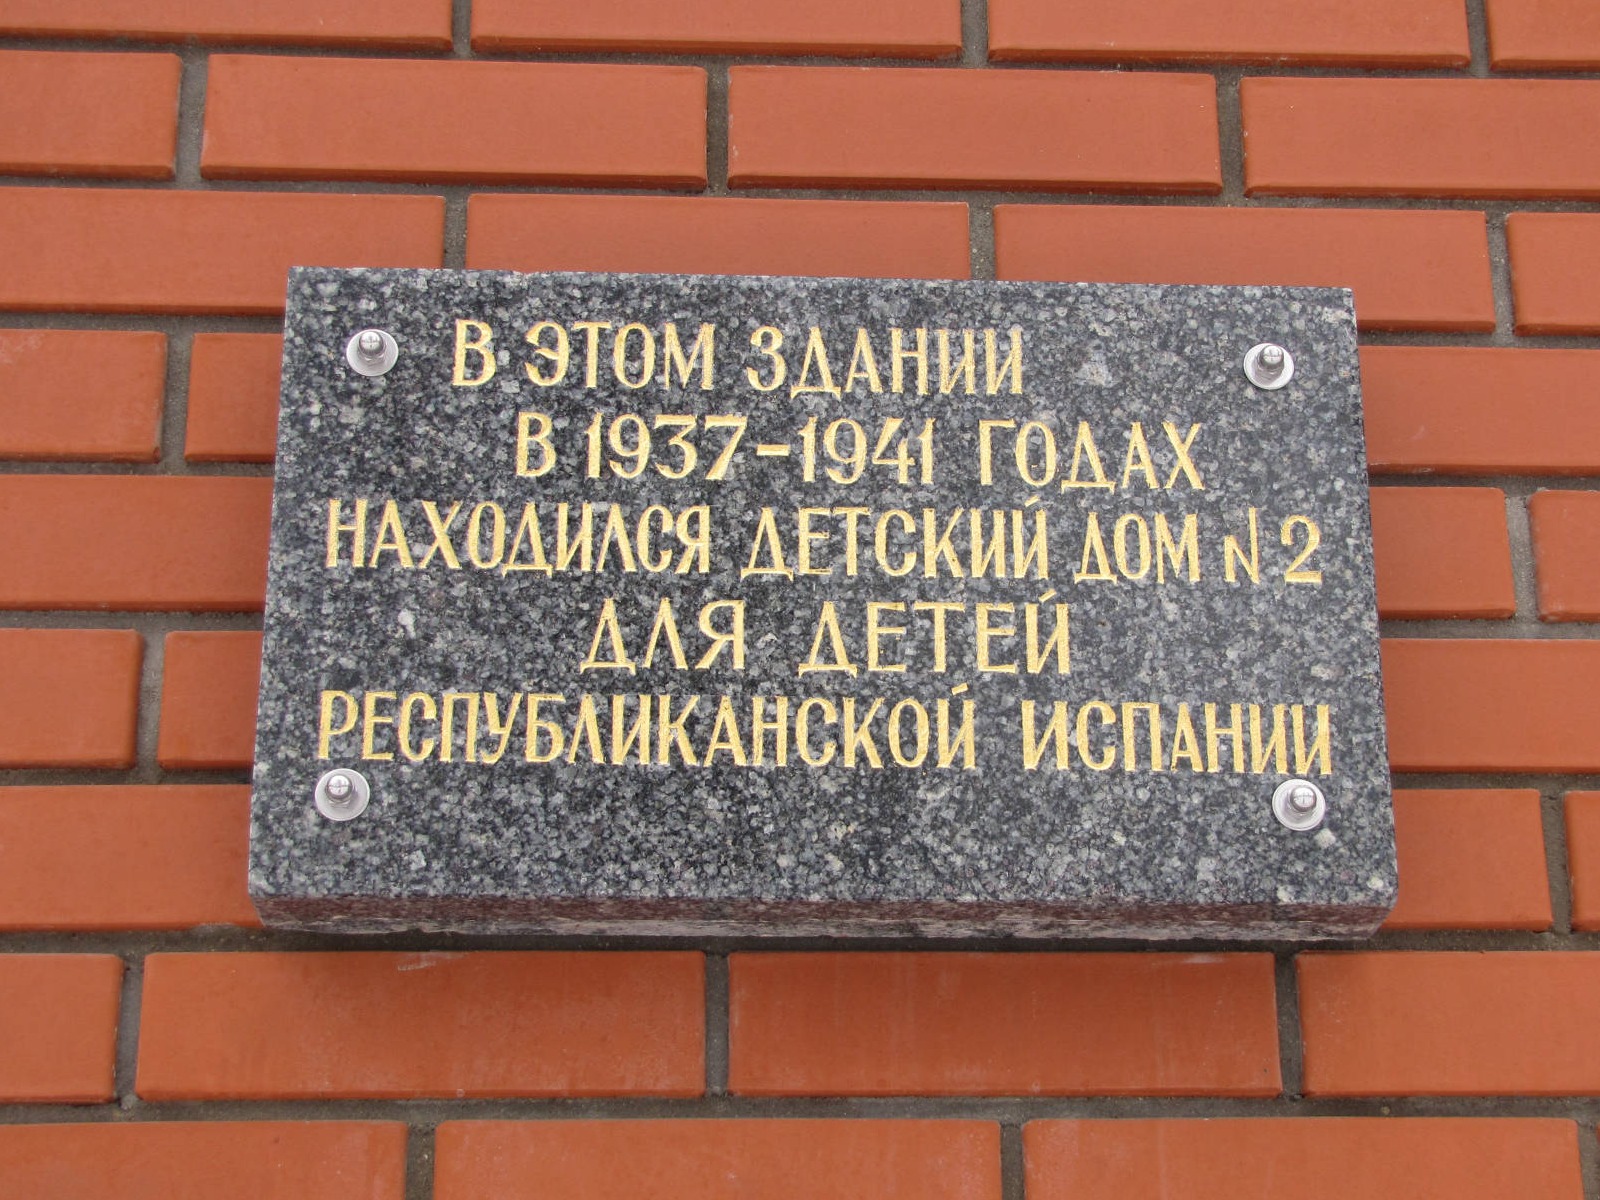 В ЭТОМ ЗДАНИИ
В 1937-1941 ГОДАХ
НАХОДИЛСЯ ДЕТСКИЙ ДОМ N 2
ДЛЯ ДЕТЕЙ
РЕСПУБЛИКАНСКОЙ ИСПАНИИ